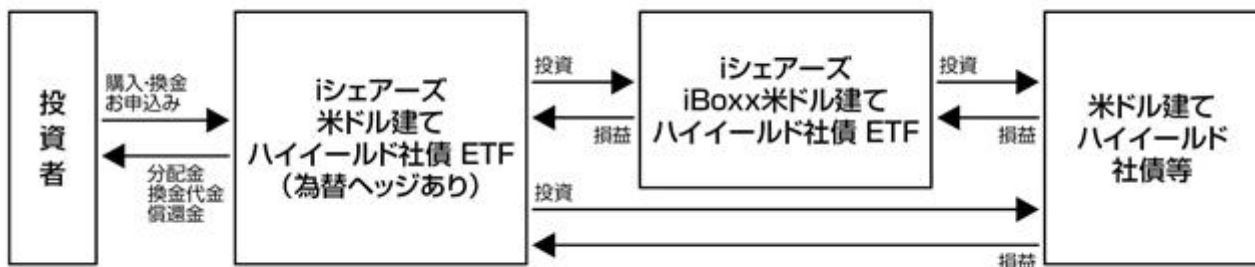 投資者
購入・換金
お申込み
分配金
換金代金
償還金
iシェアーズ
米ドル建て
ハイイールド社債 ETF
(為替ヘッジあり)
投資
損益
iシェアーズ
iBoxx米ドル建て
ハイイールド社債 ETF
投資
損益
米ドル建て
ハイイールド
社債等
投資
損益